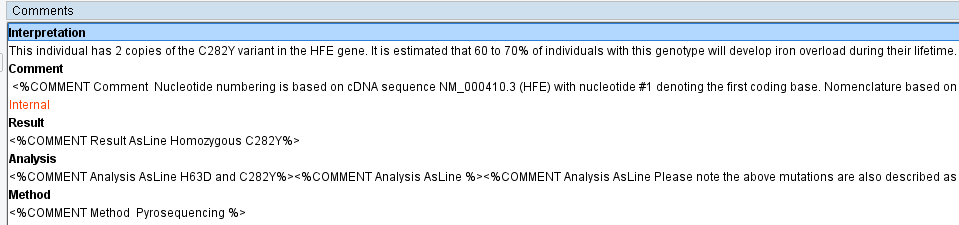 Comments
Interpretation
This individual has 2 copies of the C282Y variant in the HFE gene. It is estimated that 60 to 70% of individuals with this genotype will develop iron overload during their lifetime.
Comment
<%COMMENT Comment  Nucleotide numbering is based on cDNA sequence NM_000410.3 (HFE) with nucleotide #1 denoting the first coding base. Nomenclature based on
Internal
Result
<%COMMENT Result AsLine Homozygous C282Y%>
Analysis
<%COMMENT Analysis AsLine H63D and C282Y%><%COMMENT Analysis AsLine %><%COMMENT Analysis AsLine Please note the above mutations are also described as
Method
<%COMMENT Method  Pyrosequencing %>